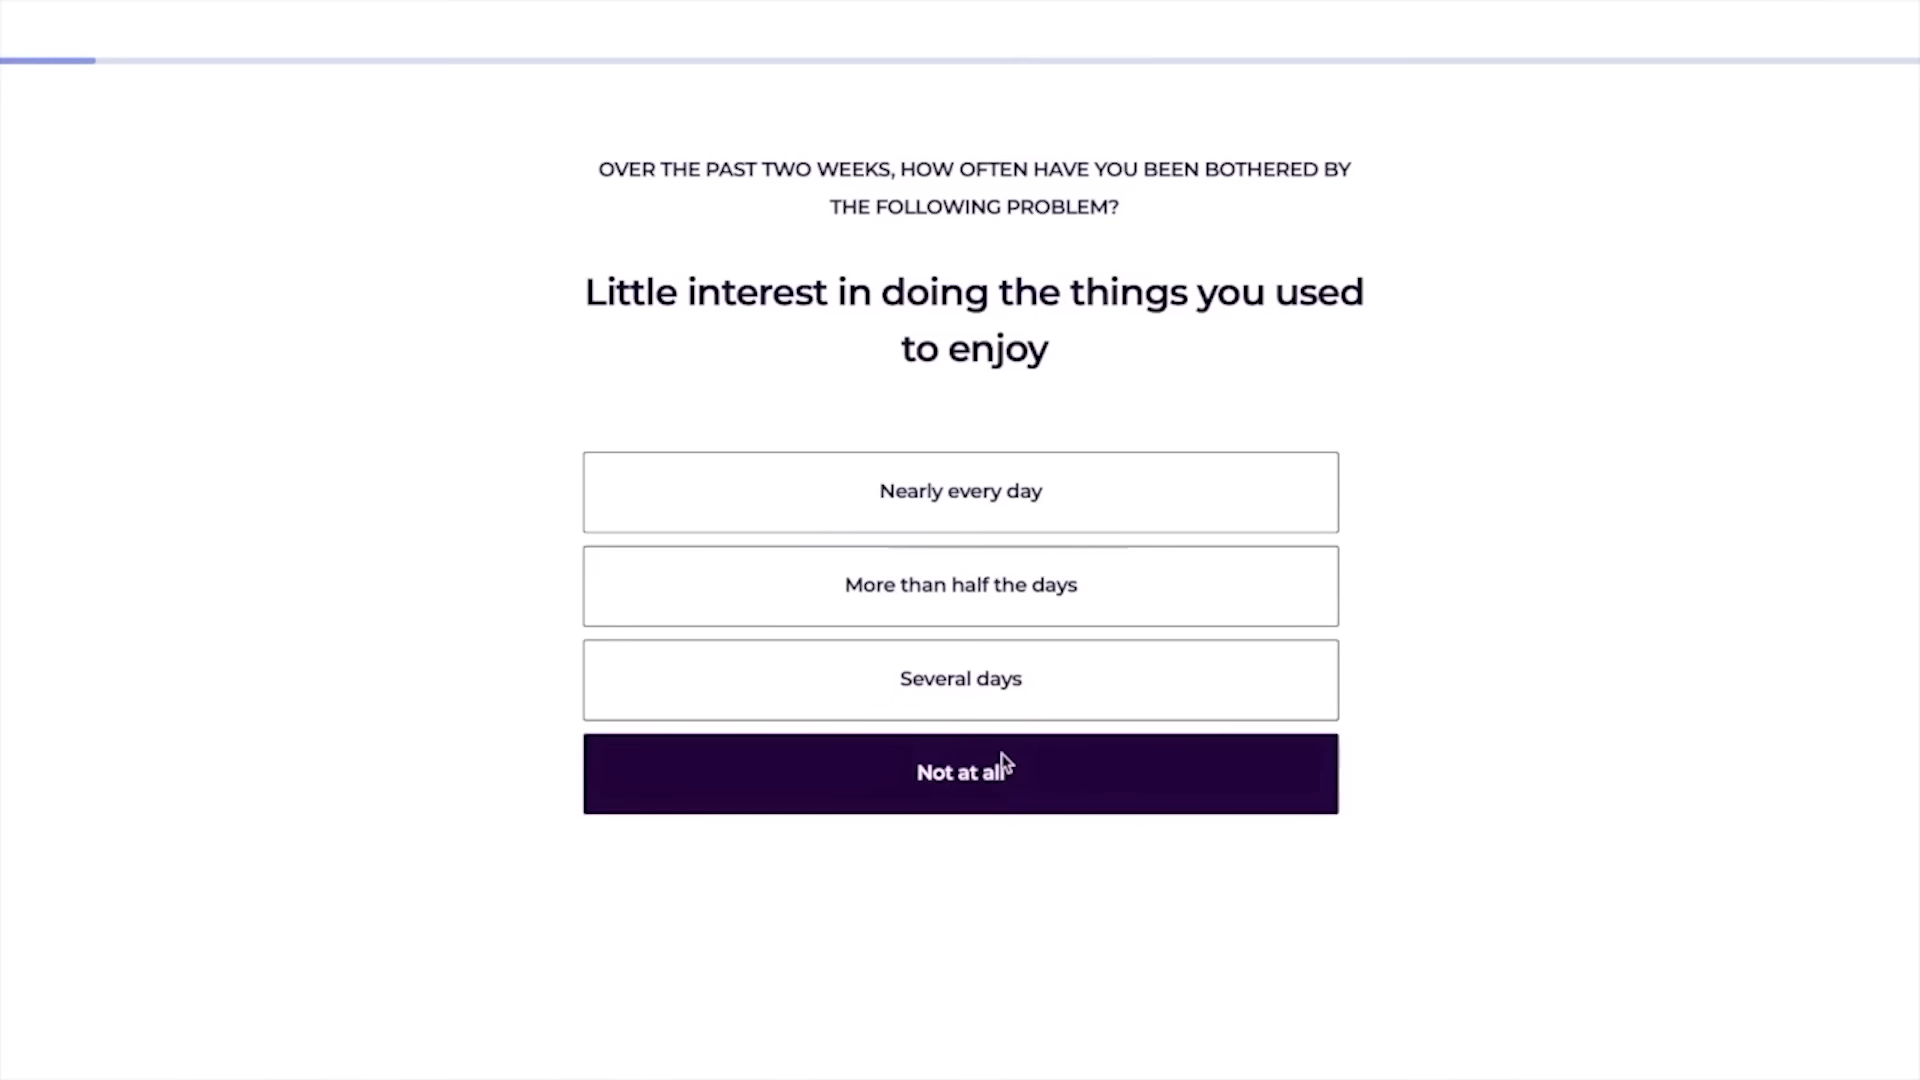 OVER THE PAST TWO WEEKS, HOW OFTEN HAVE YOU BEEN BOTHERED BY
THE FOLLOWING PROBLEM?
Little interest in doing the things you used
to enjoy
Nearly every day
More than half the days
Several days
Not at all